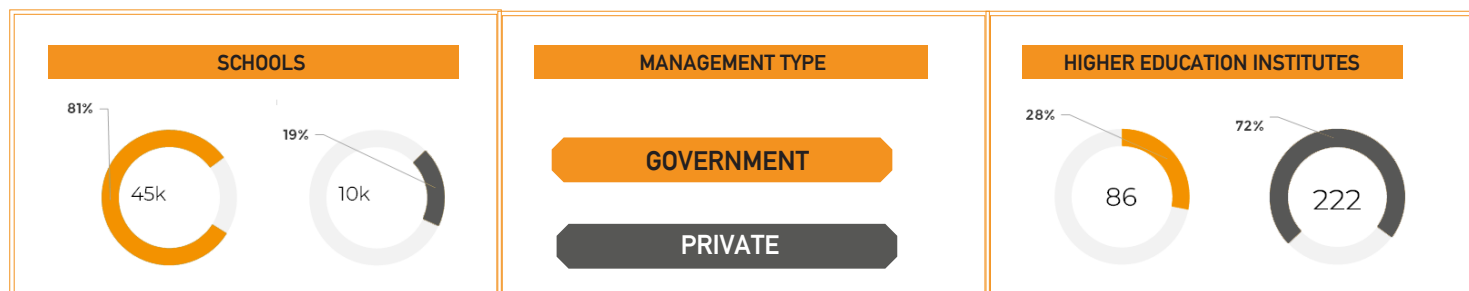 SCHOOLS
81%
45k
19%
10k
MANAGEMENT TYPE
GOVERNMENT
PRIVATE
HIGHER EDUCATION INSTITUTES
28%
86
72%
222